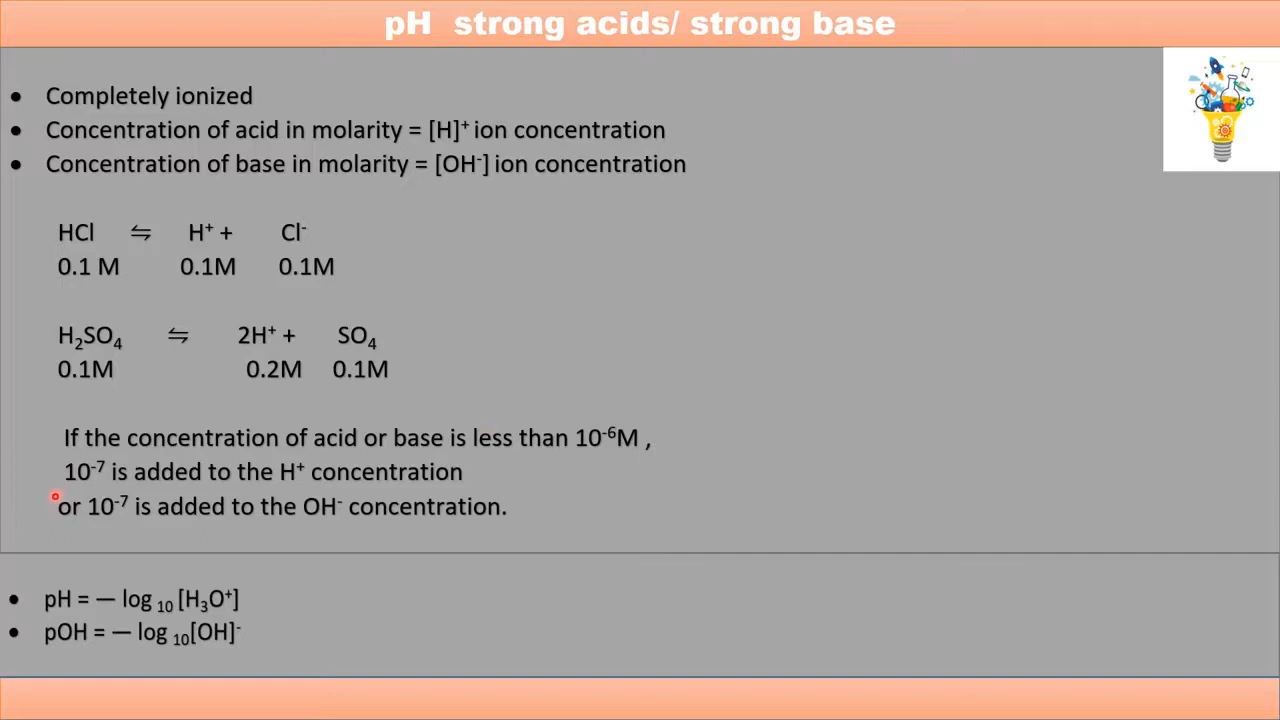 pH strong acids/ strong base
• Completely ionized
• Concentration of acid in molarity = [H]⁺ ion concentration
• Concentration of base in molarity = [OH⁻] ion concentration
HCl ⇋ H⁺ + Cl⁻
0.1 M 0.1M 0.1M
H₂SO₄ ⇋ 2H⁺ + SO₄
0.1M 0.2M 0.1M
If the concentration of acid or base is less than 10⁻⁶M ,
10⁻⁷ is added to the H⁺ concentration
or 10⁻⁷ is added to the OH⁻ concentration.
• pH = — log ₁₀ [H₃O⁺]
• pOH = — log ₁₀[OH]⁻